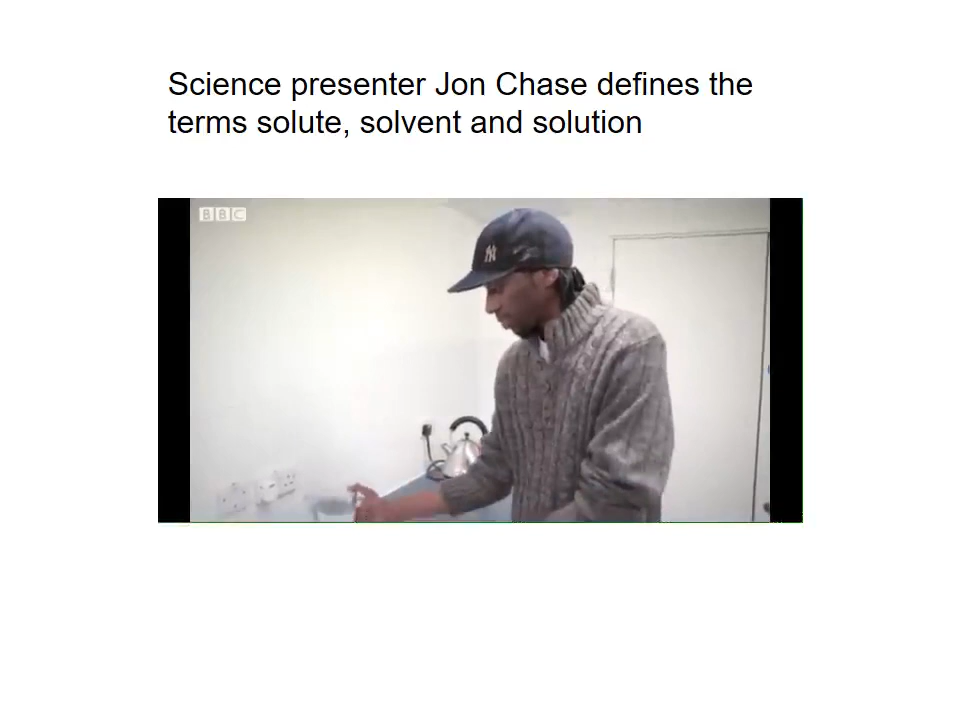 Science presenter Jon Chase defines the
terms solute, solvent and solution
BBC
NY